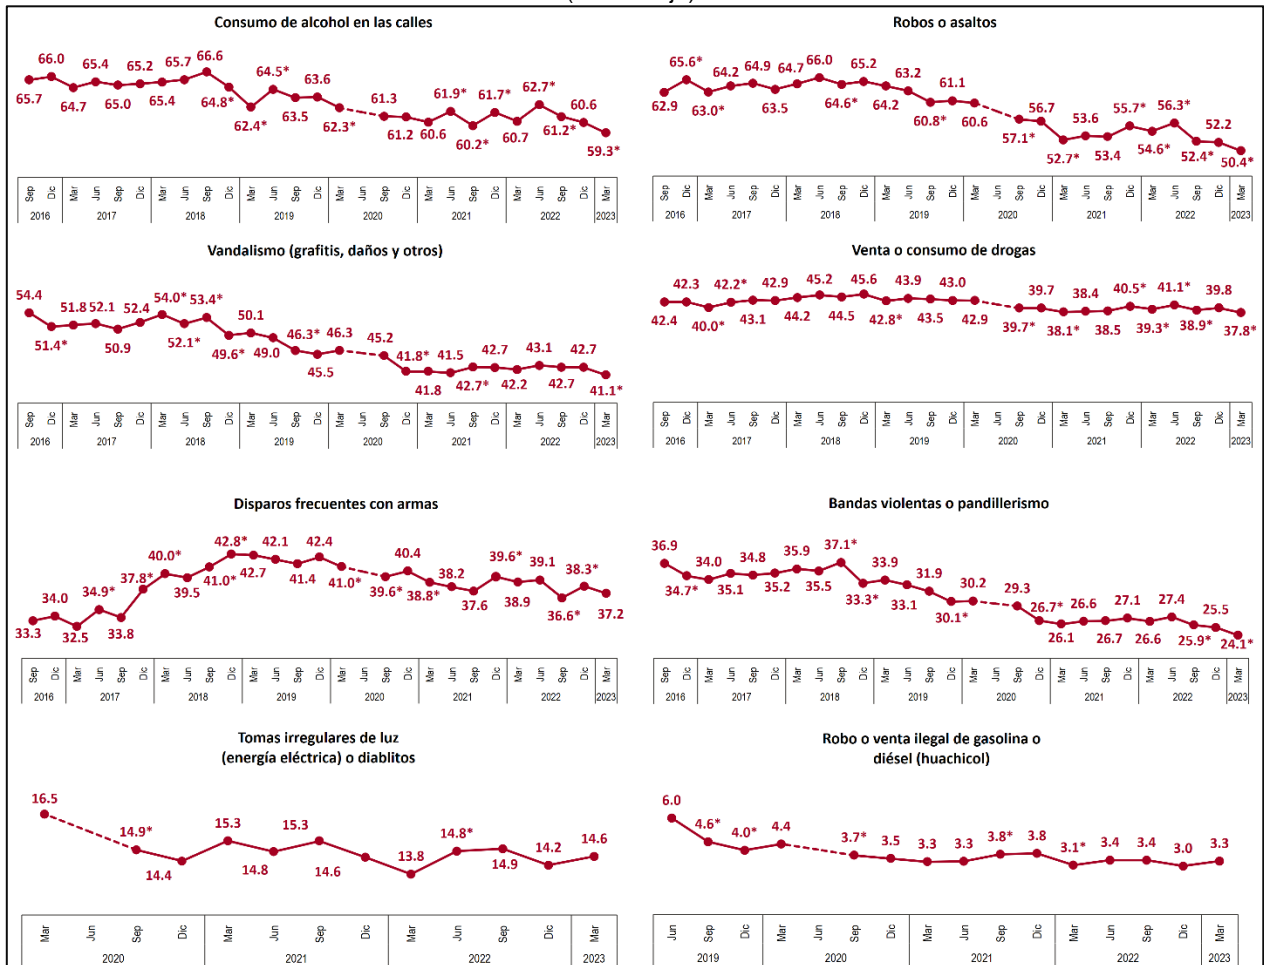 Consumo de alcohol en las calles
66.0 65.4 65.2 65.7 66.6 64.5* 63.6 61.3 61.9* 61.7* 62.7* 60.6
65.7 64.7 65.0 65.4 64.8* 62.4* 63.5 62.3* 61.2 60.6 60.2* 60.7 61.2* 59.3*
Sep Dic Mar Jun Sep Dic Mar Jun Sep Dic Mar Jun Sep Dic Mar Jun Sep Dic Mar Jun Sep Dic Mar Jun Sep Dic Mar
2016 2017 2018 2019 2020 2021 2022 2023
Robos o asaltos
65.6* 64.2 64.9 64.7 66.0 65.2 63.2 61.1 56.7 53.6 55.7* 56.3* 52.2
62.9 63.0* 63.5 64.6* 64.2 60.8* 60.6 57.1* 52.7* 53.4 54.6* 52.4* 50.4*
Sep Dic Mar Jun Sep Dic Mar Jun Sep Dic Mar Jun Sep Dic Mar Jun Sep Dic Mar Jun Sep Dic Mar Jun Sep Dic Mar
2016 2017 2018 2019 2020 2021 2022 2023
Vandalismo (grafitis, daños y otros)
54.4 51.8 52.1 52.4 54.0* 53.4* 50.1 46.3* 46.3 45.2 41.8* 41.5 42.7 43.1 42.7
51.4* 50.9 52.1* 49.6* 49.0 45.5 41.8 42.7* 42.2 42.7 41.1*
Sep Dic Mar Jun Sep Dic Mar Jun Sep Dic Mar Jun Sep Dic Mar Jun Sep Dic Mar Jun Sep Dic Mar Jun Sep Dic Mar
2016 2017 2018 2019 2020 2021 2022 2023
Venta o consumo de drogas
42.3 42.2* 42.9 45.2 45.6 43.9 43.0 39.7 38.4 40.5* 41.1* 39.8
42.4 40.0* 43.1 44.2 44.5 42.8* 43.5 42.9 39.7* 38.1* 38.5 39.3* 38.9* 37.8*
Sep Dic Mar Jun Sep Dic Mar Jun Sep Dic Mar Jun Sep Dic Mar Jun Sep Dic Mar Jun Sep Dic Mar Jun Sep Dic Mar
2016 2017 2018 2019 2020 2021 2022 2023
Disparos frecuentes con armas
34.0 34.9* 37.8* 40.0* 42.8* 42.1 42.4 40.4 38.2 39.6* 39.1 38.3*
33.3 32.5 33.8 39.5 41.0* 42.7 41.4 41.0* 39.6* 38.8* 37.6 38.9 36.6* 37.2
Sep Dic Mar Jun Sep Dic Mar Jun Sep Dic Mar Jun Sep Dic Mar Jun Sep Dic Mar Jun Sep Dic Mar Jun Sep Dic Mar
2016 2017 2018 2019 2020 2021 2022 2023
Bandas violentas o pandillerismo
36.9 34.0 34.8 35.9 37.1* 33.9 31.9 30.2 29.3 26.7* 26.6 27.1 27.4 25.5
34.7* 35.1 35.2 35.5 33.3* 33.1 30.1* 26.1 26.7 26.6 25.9* 24.1*
Sep Dic Mar Jun Sep Dic Mar Jun Sep Dic Mar Jun Sep Dic Mar Jun Sep Dic Mar Jun Sep Dic Mar Jun Sep Dic Mar
2016 2017 2018 2019 2020 2021 2022 2023
Tomas irregulares de luz
(energía eléctrica) o diablitos
16.5 14.9* 15.3 15.3 14.8* 14.2 14.6
14.4 14.8 14.6 13.8 14.9
Mar Jun Sep Dic Mar Jun Sep Dic Mar Jun Sep Dic Mar
2020 2021 2022 2023
Robo o venta ilegal de gasolina o
diésel (huachicol)
6.0 4.6* 4.0* 4.4 3.7* 3.5 3.3 3.3 3.8* 3.8 3.1* 3.4 3.4 3.0 3.3
Jun Sep Dic Mar Jun Sep Dic Mar Jun Sep Dic Mar Jun Sep Dic Mar
2019 2020 2021 2022 2023